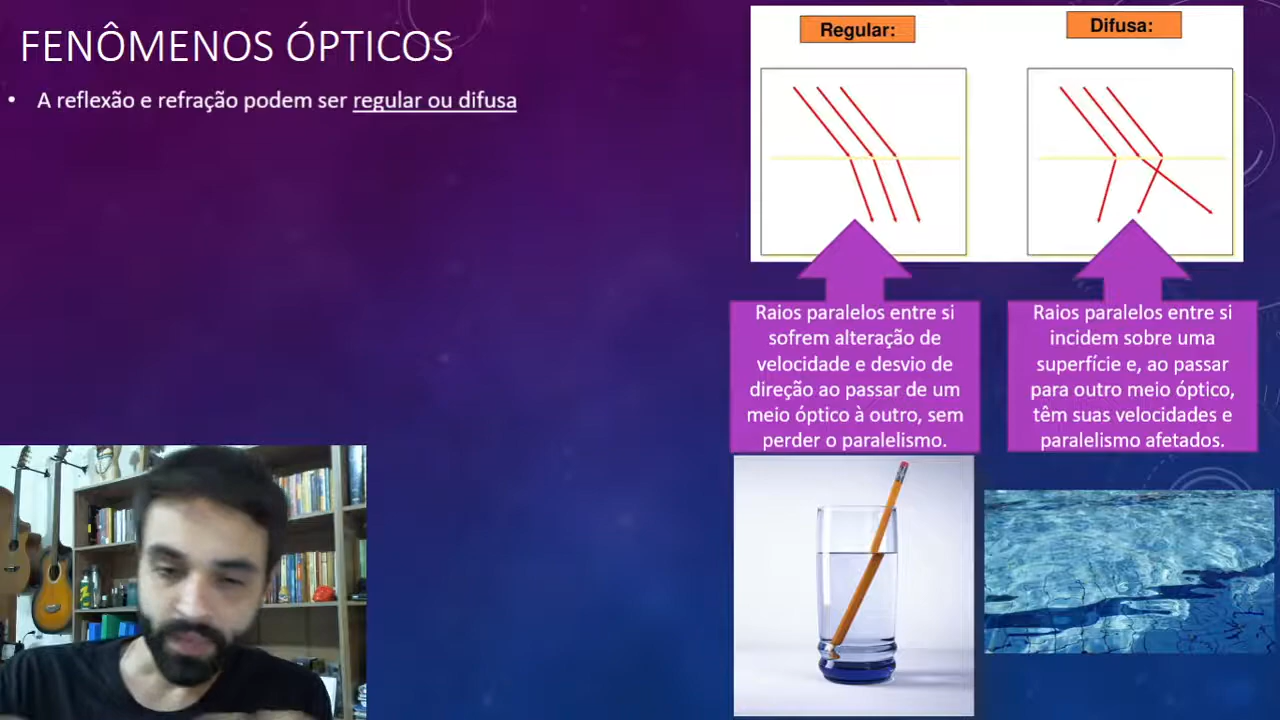 FENÔMENOS ÓPTICOS
• A reflexão e refração podem ser regular ou difusa
Regular:
Difusa:
Raios paralelos entre si
sofrem alteração de
velocidade e desvio de
direção ao passar de um
meio óptico à outro, sem
perder o paralelismo.
Raios paralelos entre si
incidem sobre uma
superfície e, ao passar
para outro meio óptico,
têm suas velocidades e
paralelismo afetados.